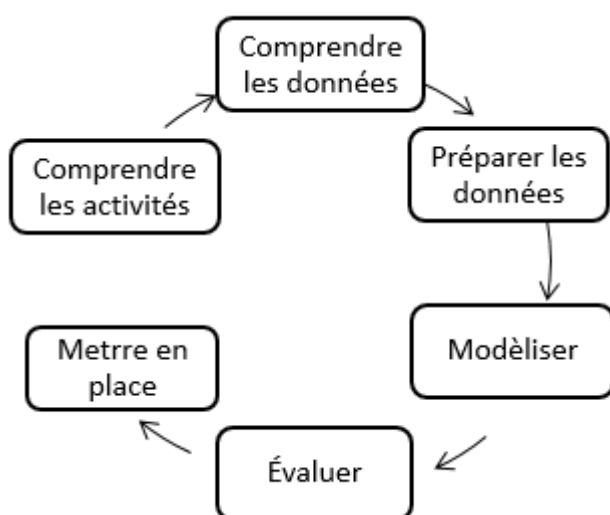 Comprendre
les données
Comprendre
les activités
Préparer les
données
Modèliser
Évaluer
Metrre en
place